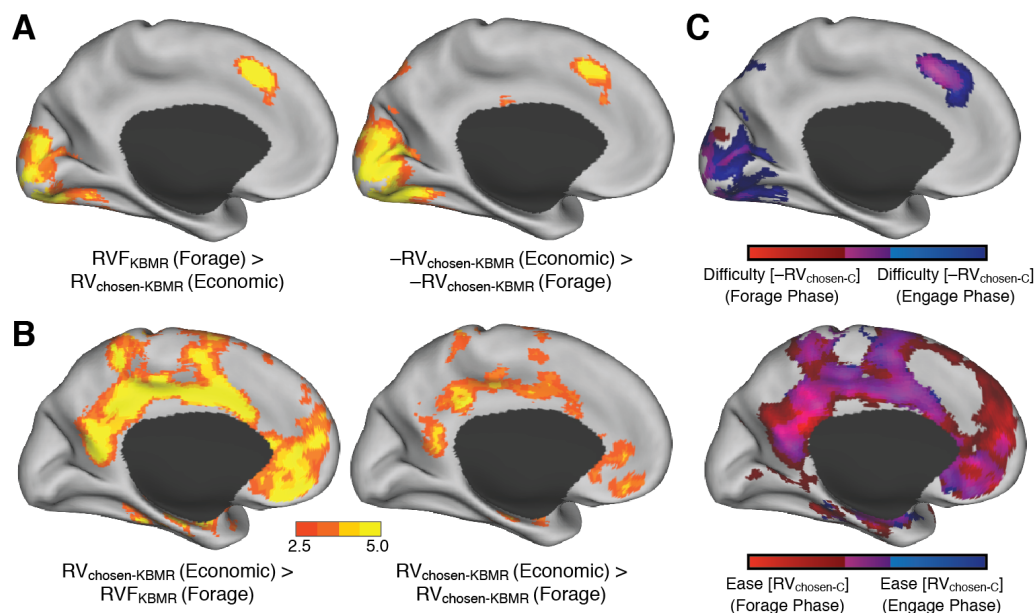 A
RVF_KBMR (Forage) >
RV_chosen-KBMR (Economic)
–RV_chosen-KBMR (Economic) >
–RV_chosen-KBMR (Forage)
C
Difficulty [–RV_chosen-C]
(Forage Phase)
Difficulty [–RV_chosen-C]
(Engage Phase)
B
2.5 5.0
RV_chosen-KBMR (Economic) >
RVF_KBMR (Forage)
RV_chosen-KBMR (Economic) >
RV_chosen-KBMR (Forage)
Ease [RV_chosen-C]
(Forage Phase)
Ease [RV_chosen-C]
(Engage Phase)